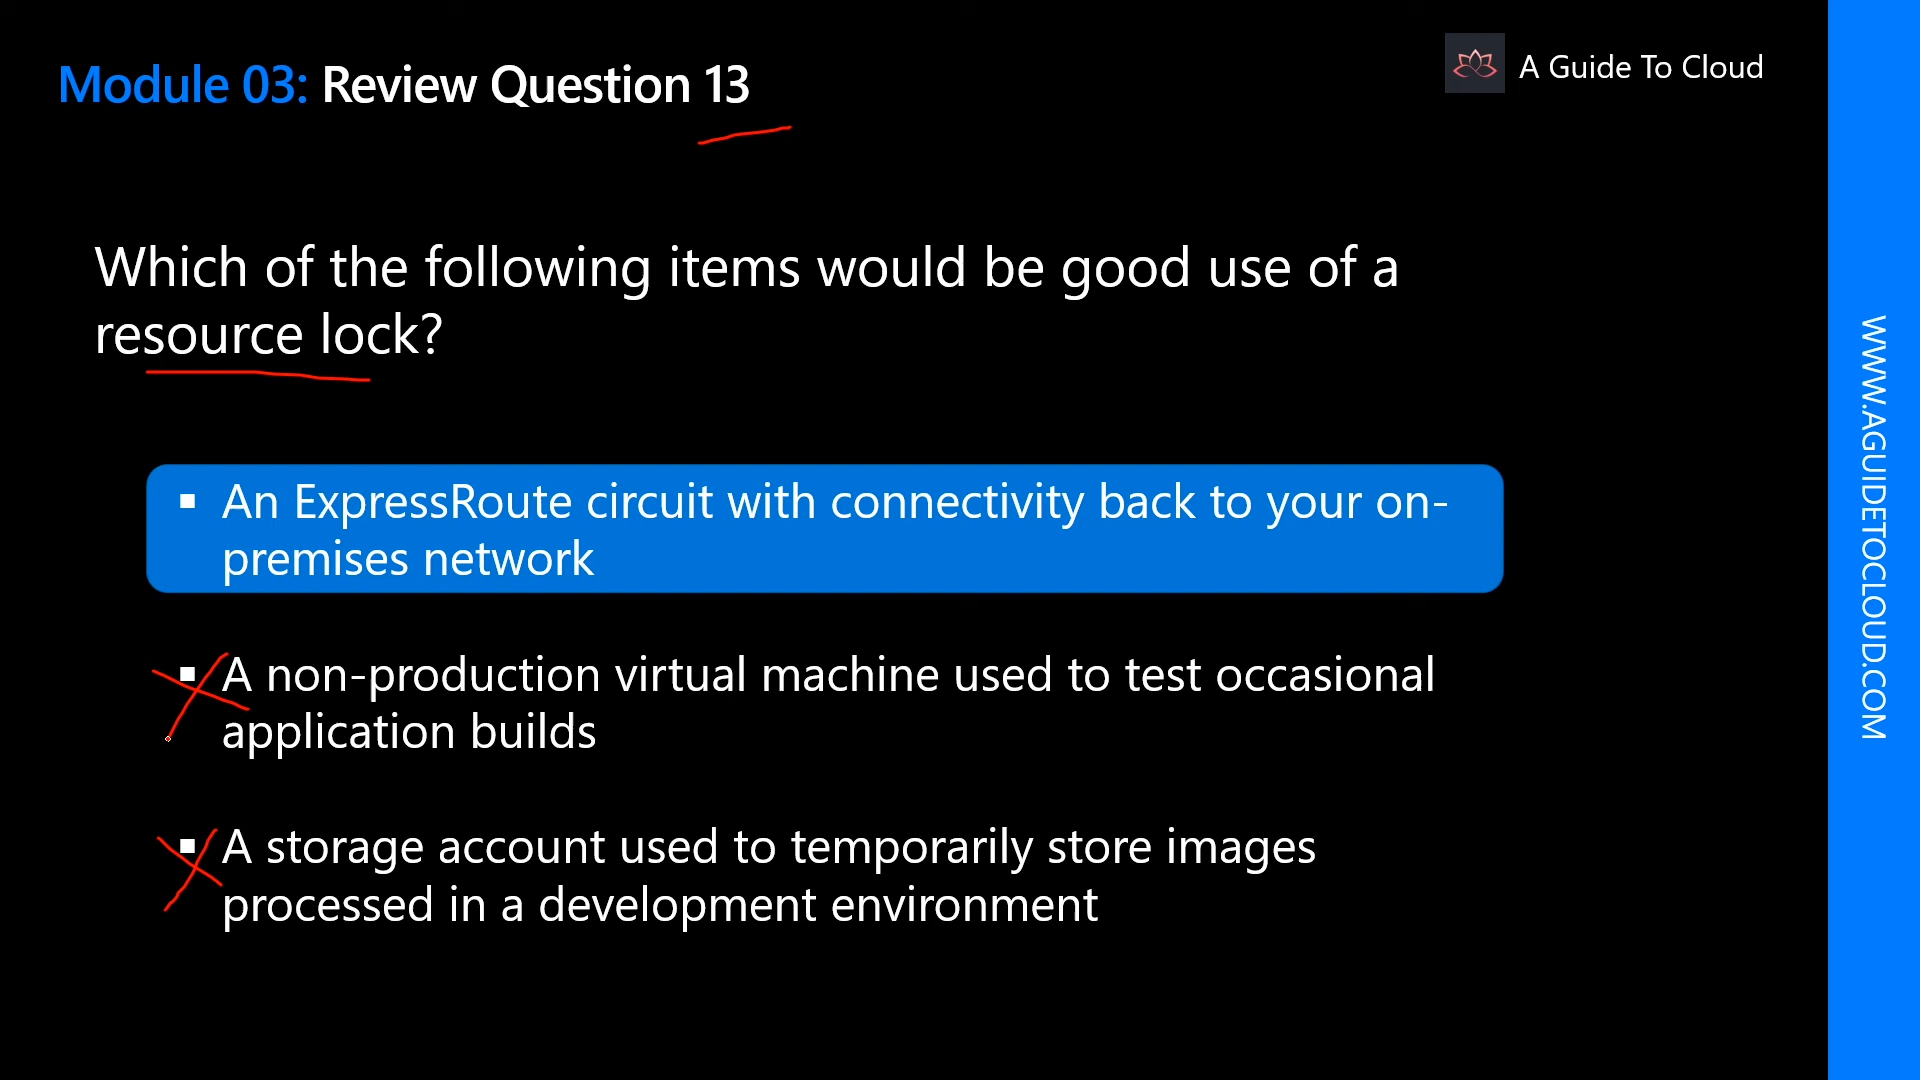 Module 03: Review Question 13
A Guide To Cloud
Which of the following items would be good use of a
resource lock?
▪ An ExpressRoute circuit with connectivity back to your on-
premises network
▪ A non-production virtual machine used to test occasional
application builds
▪ A storage account used to temporarily store images
processed in a development environment
WWW.AGUIDETOCLOUD.COM